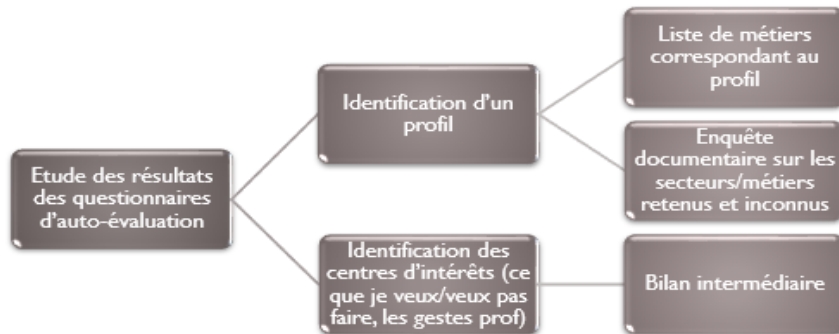 Liste de métiers
correspondant au
profil
Identification d'un
profil
Enquête
documentaire sur les
secteurs/métiers
retenus et inconnus
Etude des résultats
des questionnaires
d'auto-évaluation
Identification des
centres d'intérêts (ce
que je veux/veux pas
faire, les gestes prof)
Bilan intermédiaire